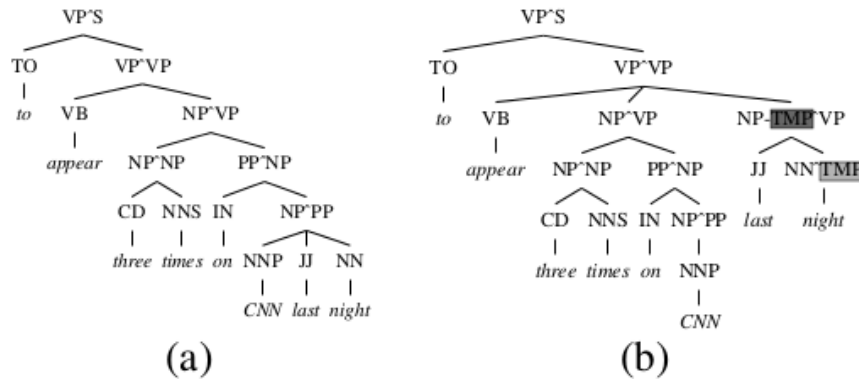 VP^S VP^S
TO VP^VP TO VP^VP
to VB NP^VP to VB NP^VP NP-TMP^VP
appear NP^NP PP^NP appear NP^NP PP^NP JJ NN^TMP
CD NNS IN NP^PP CD NNS IN NP^PP last night
three times on NNP JJ NN three times on NNP
CNN last night CNN
(a) (b)